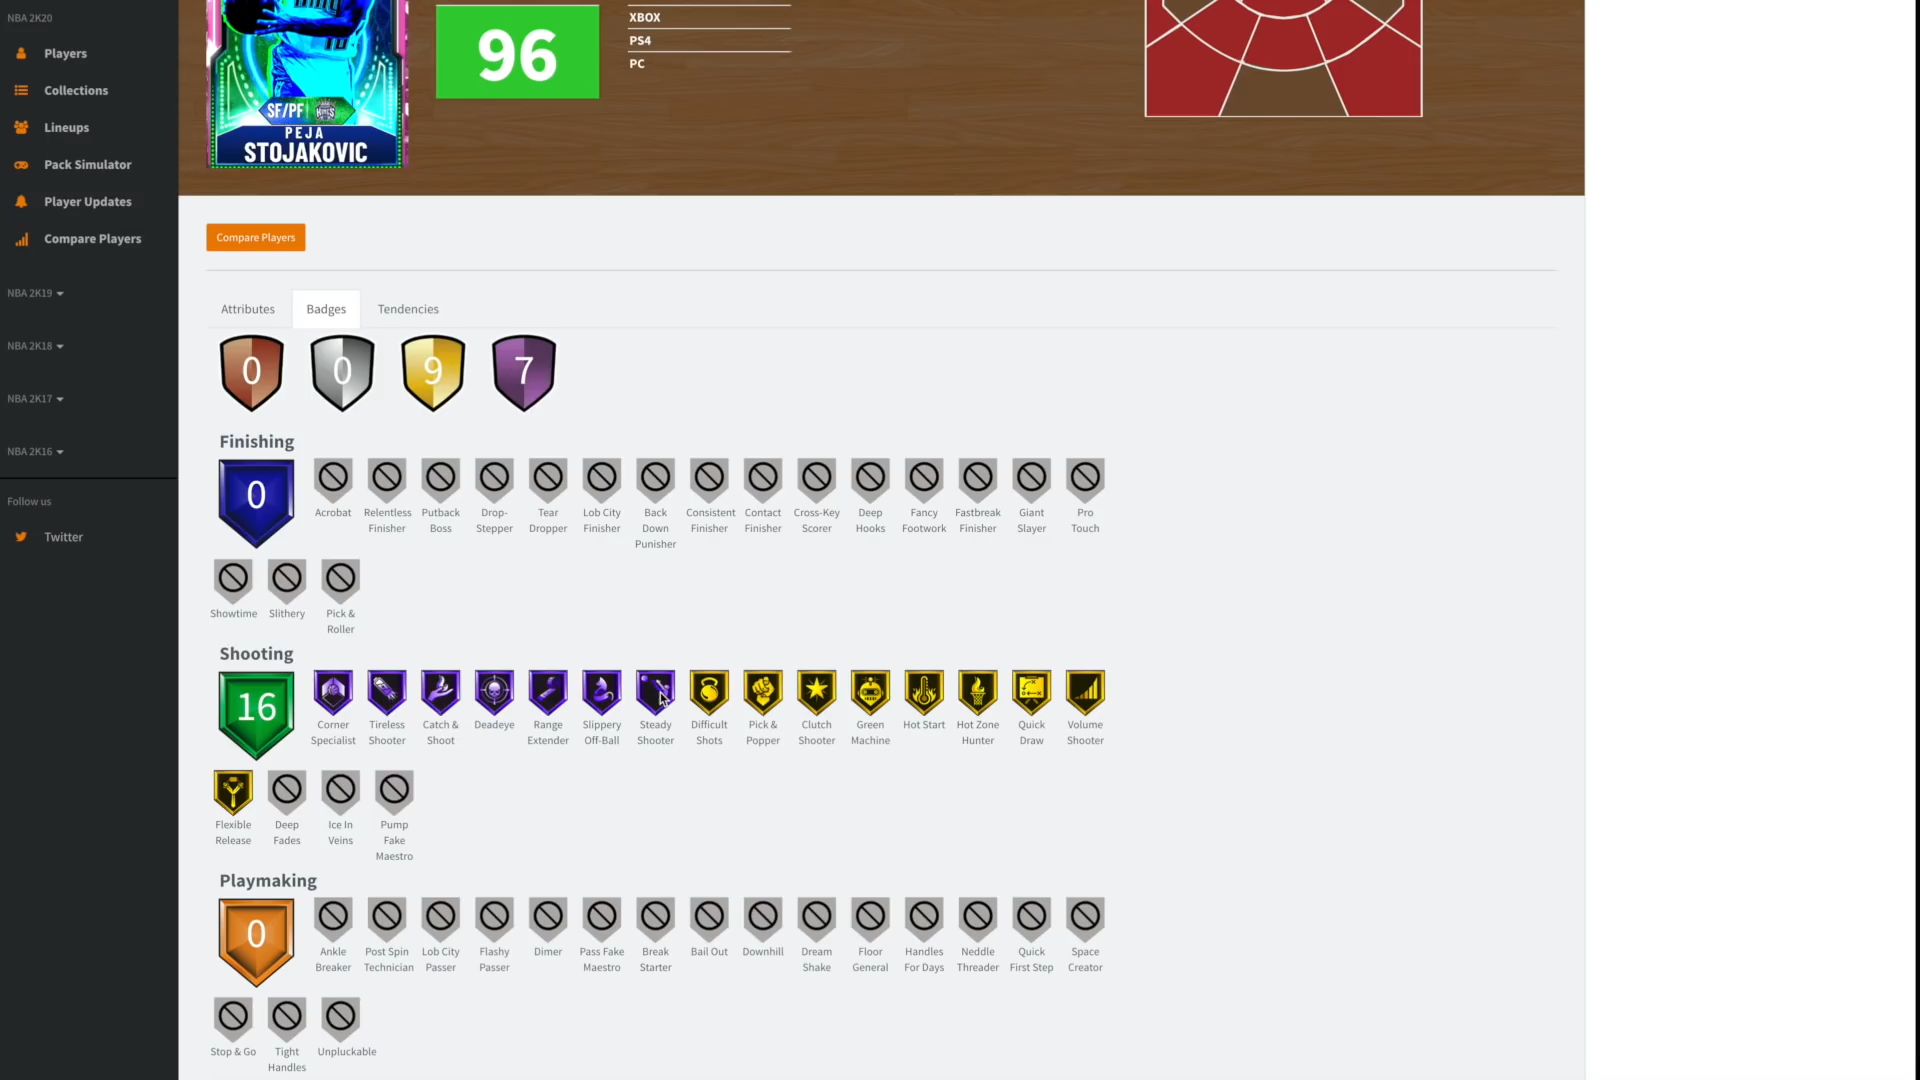 NBA 2K20
Players
Collections
Lineups
Pack Simulator
Player Updates
Compare Players
NBA 2K19
NBA 2K18
NBA 2K17
NBA 2K16
Follow us
Twitter
SF/PF
KINGS
PEJA
STOJAKOVIC
96
XBOX
PS4
PC
Compare Players
Attributes Badges Tendencies
0 0 9 7
Finishing
0
Acrobat
Relentless
Finisher
Putback
Boss
Drop-
Stepper
Tear
Dropper
Lob City
Finisher
Back
Down
Punisher
Consistent
Finisher
Contact
Finisher
Cross-Key
Scorer
Deep
Hooks
Fancy
Footwork
Fastbreak
Finisher
Giant
Slayer
Pro
Touch
Showtime
Slithery
Pick &
Roller
Shooting
16
Corner
Specialist
Tireless
Shooter
Catch &
Shoot
Deadeye
Range
Extender
Slippery
Off-Ball
Steady
Shooter
Difficult
Shots
Pick &
Popper
Clutch
Shooter
Green
Machine
Hot Start
Hot Zone
Hunter
Quick
Draw
Volume
Shooter
Flexible
Release
Deep
Fades
Ice In
Veins
Pump
Fake
Maestro
Playmaking
0
Ankle
Breaker
Post Spin
Technician
Lob City
Passer
Flashy
Passer
Dimer
Pass Fake
Maestro
Break
Starter
Bail Out
Downhill
Dream
Shake
Floor
General
Handles
For Days
Neddle
Threader
Quick
First Step
Space
Creator
Stop & Go
Tight
Handles
Unpluckable